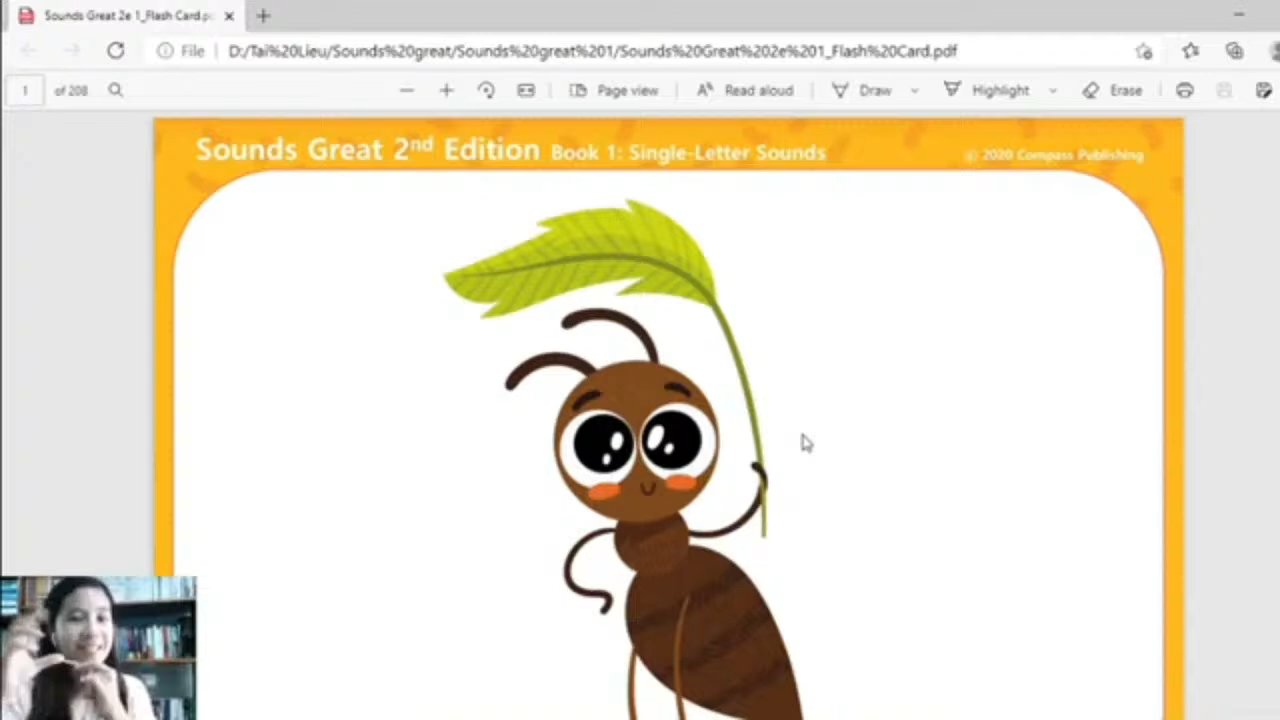 Sounds Great 2e 1_Flash Card.pd
File D:/Tai%20Lieu/Sounds%20great/Sounds%20great%201/Sounds%20Great%202e%201_Flash%20Card.pdf
1 of 208 Page view Read aloud Draw Highlight Erase
Sounds Great 2nd Edition Book 1: Single-Letter Sounds © 2020 Compass Publishing